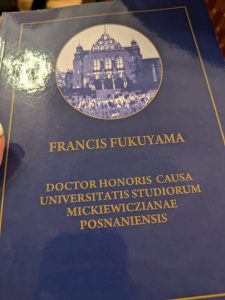 FRANCIS FUKUYAMA
DOCTOR HONORIS CAUSA
UNIVERSITATIS STUDIORUM
MICKIEWICZIANAE
POSNANIENSIS